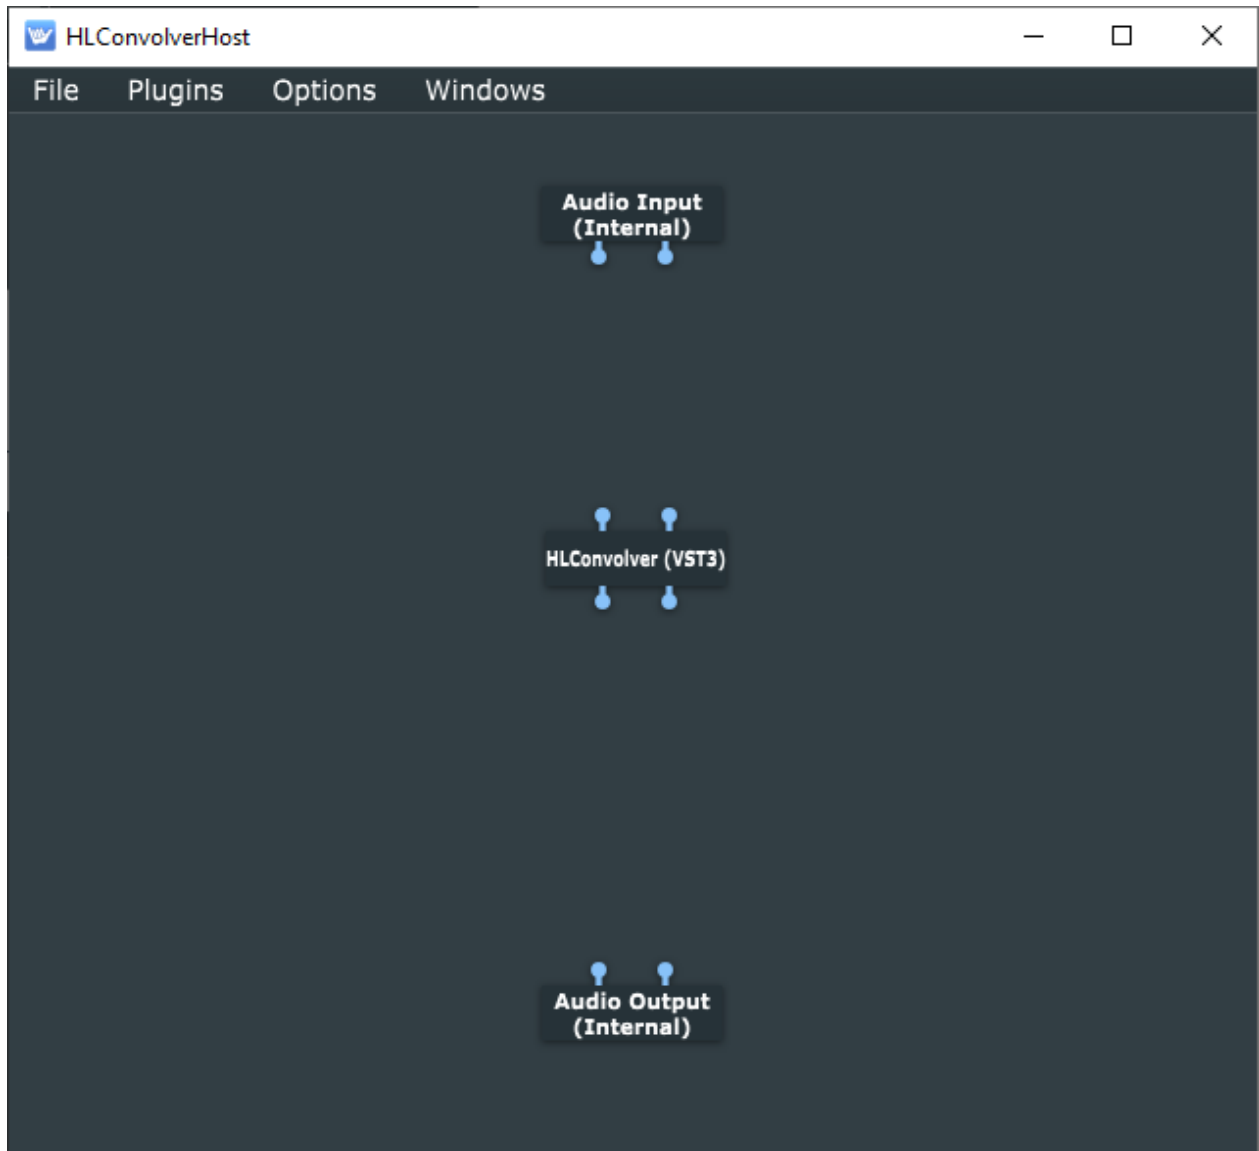 HLConvolverHost
File Plugins Options Windows
Audio Input
(Internal)
HLConvolver (VST3)
Audio Output
(Internal)